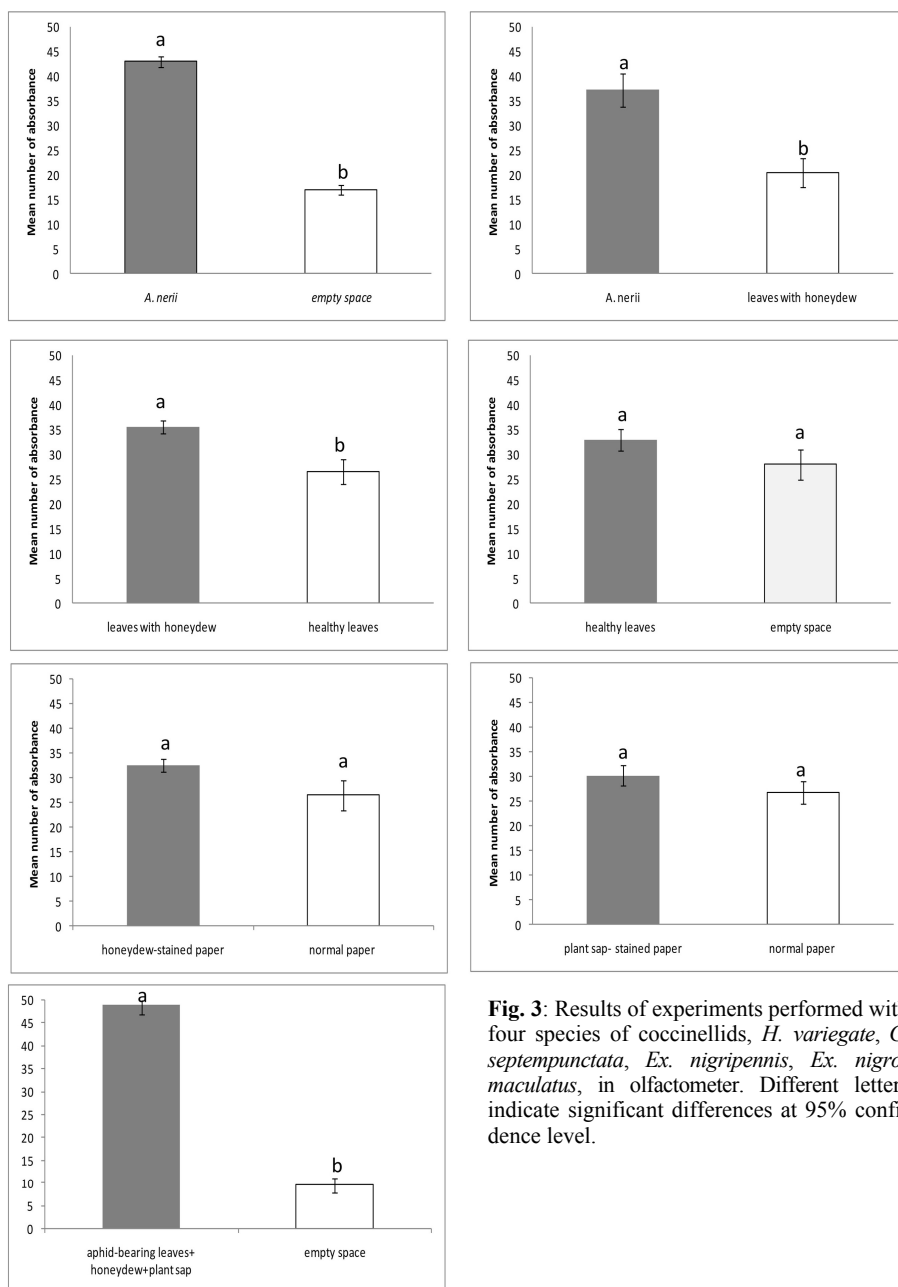 Mean number of absorbance
50
45
40
35
30
25
20
15
10
5
0
a
b
A. nerii
empty space
Mean number of absorbance
50
45
40
35
30
25
20
15
10
5
0
a
b
A. nerii
leaves with honeydew
Mean number of absorbance
50
45
40
35
30
25
20
15
10
5
0
a
b
leaves with honeydew
healthy leaves
Mean number of absorbance
50
45
40
35
30
25
20
15
10
5
0
a
a
healthy leaves
empty space
Mean number of absorbance
50
45
40
35
30
25
20
15
10
5
0
a
a
honeydew-stained paper
normal paper
Mean number of absorbance
50
45
40
35
30
25
20
15
10
5
0
a
a
plant sap- stained paper
normal paper
Mean number of absorbance
50
45
40
35
30
25
20
15
10
5
0
a
b
aphid-bearing leaves+
honeydew+plant sap
empty space
Fig. 3: Results of experiments performed wit
four species of coccinellids, H. variegate,
septempunctata, Ex. nigripennis, Ex. nigro
maculatus, in olfactometer. Different letter
indicate significant differences at 95% confi
dence level.